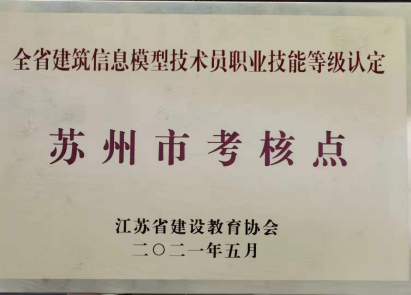 全省建筑信息模型技术员职业技能等级认定
苏州市考核点
江苏省建设教育协会
二〇二一年五月